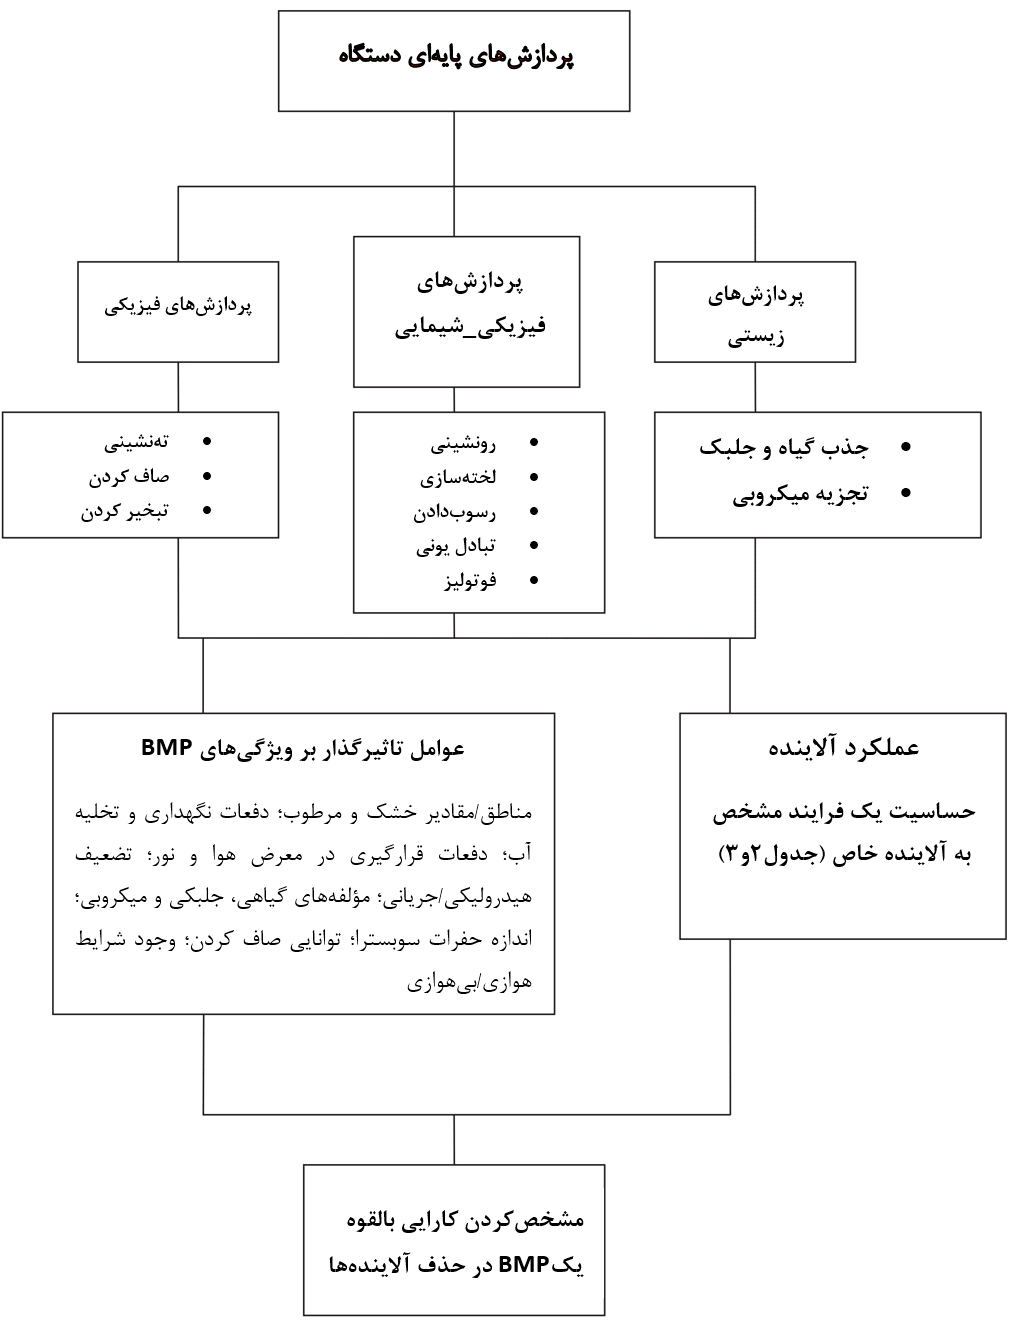 پردازش‌های پایه‌ای دستگاه
پردازش‌های
زیستی
پردازش‌های
فیزیکی_شیمایی
پردازش‌های فیزیکی
• جذب گیاه و جلبک
• تجزیه میکروبی
• رونشینی
• لخته‌سازی
• رسوب‌دادن
• تبادل یونی
• فوتولیز
• ته‌نشینی
• صاف کردن
• تبخیر کردن
عملکرد آلاینده
حساسیت یک فرایند مشخص
به آلاینده خاص (جدول۲و۳)
عوامل تاثیرگذار بر ویژگی‌های BMP
مناطق/مقادیر خشک و مرطوب؛ دفعات نگهداری و تخلیه
آب؛ دفعات قرارگیری در معرض هوا و نور؛ تضعیف
هیدرولیکی/جریانی؛ مؤلفه‌های گیاهی، جلبکی و میکروبی؛
اندازه حفرات سوبسترا؛ توانایی صاف کردن؛ وجود شرایط
هوازی/بی‌هوازی
مشخص‌کردن کارایی بالقوه
یکBMP در حذف آلاینده‌ها